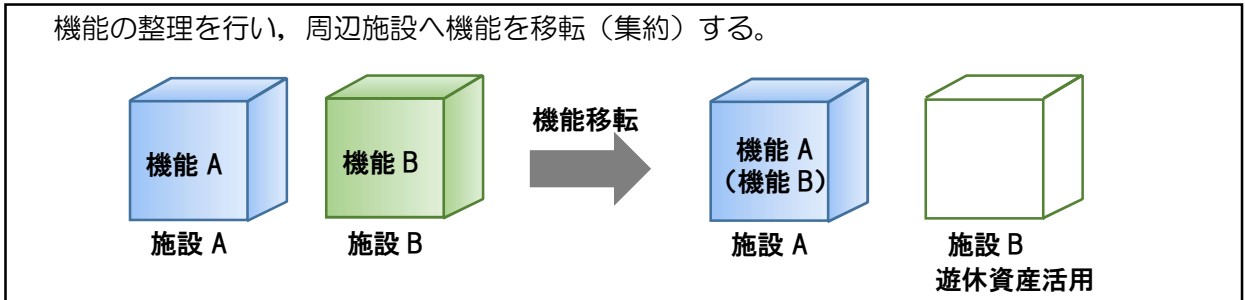 機能の整理を行い，周辺施設へ機能を移転（集約）する。
機能 A
機能 B
機能移転
機能 A
（機能 B）
施設 A
施設 B
施設 A
施設 B
遊休資産活用